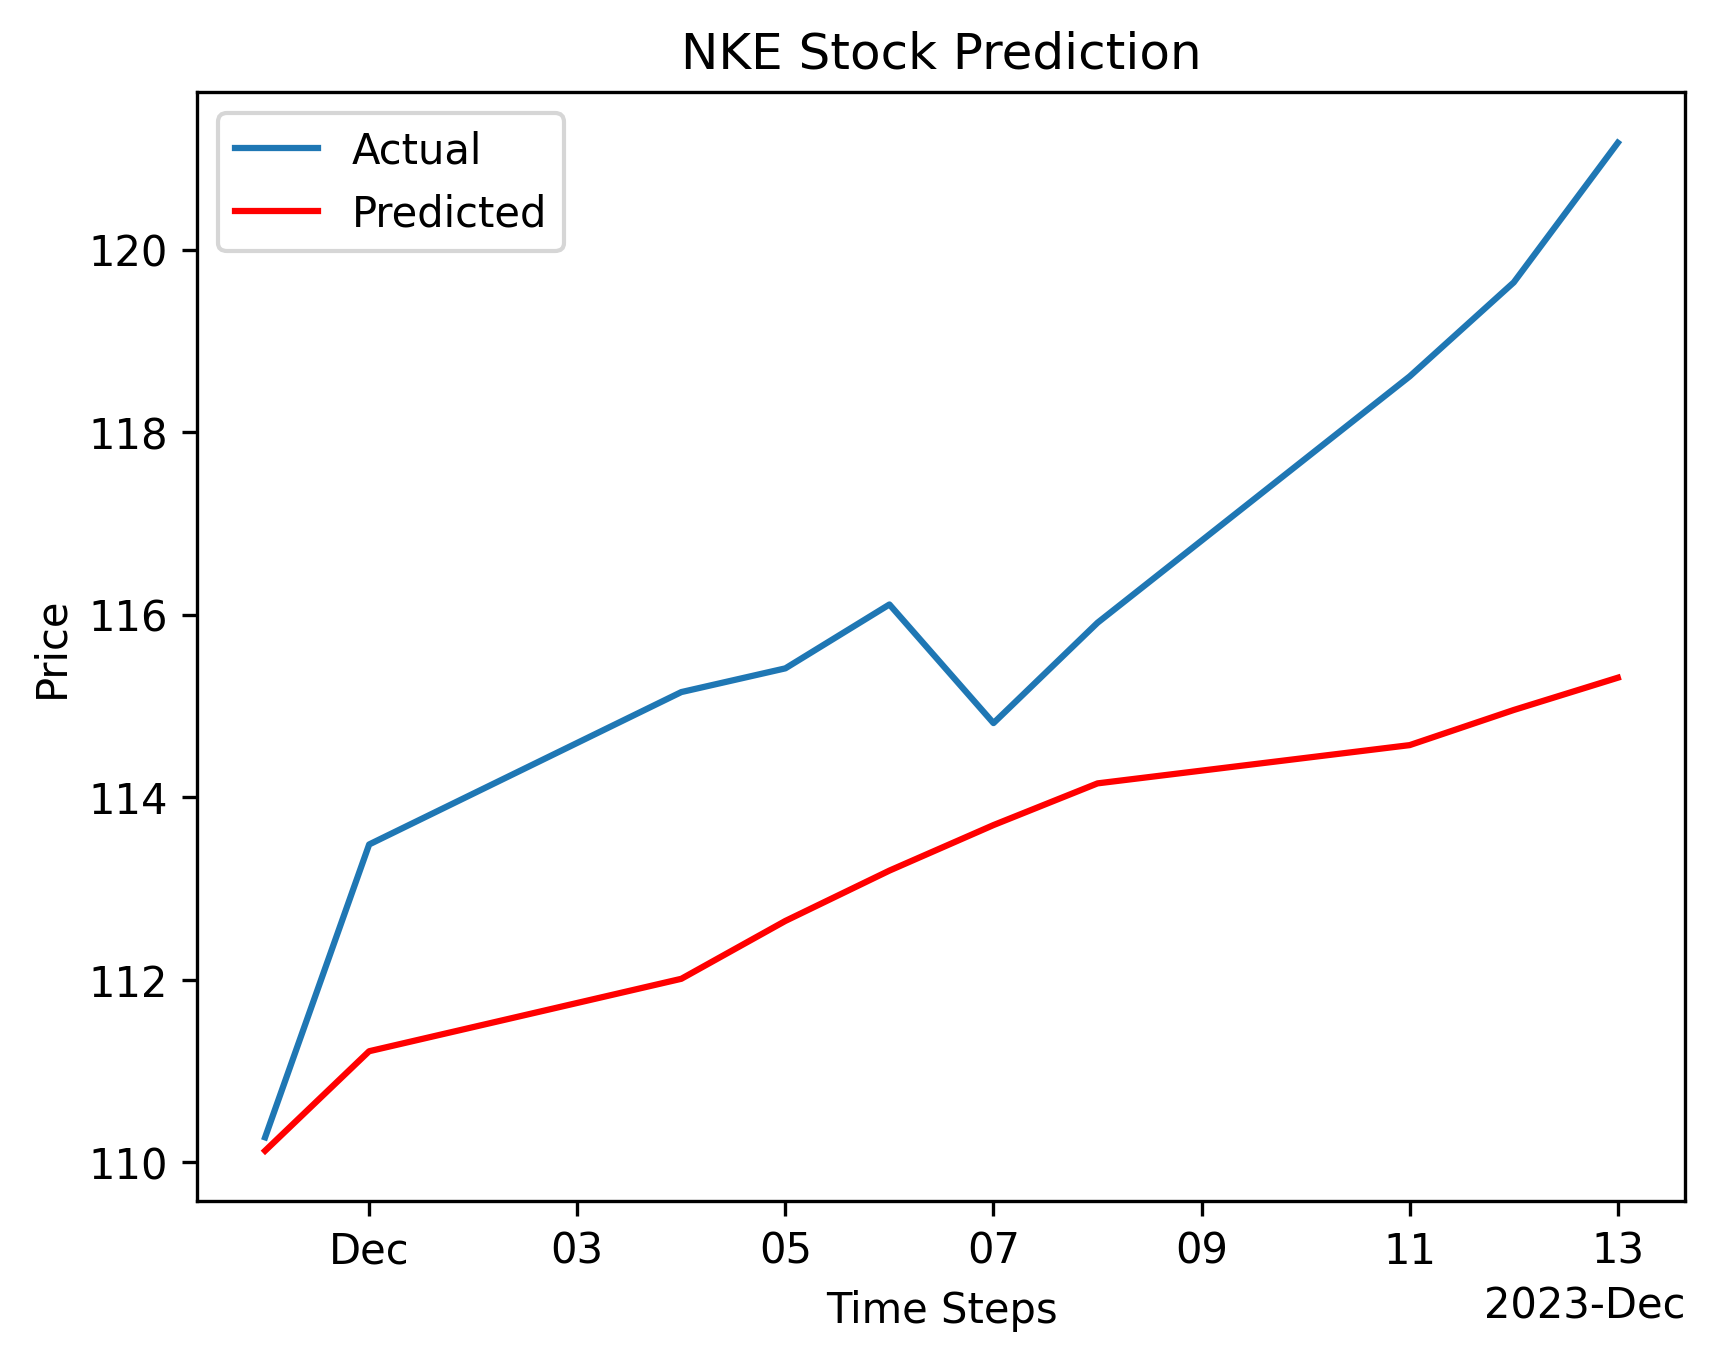 NKE Stock Prediction
Actual
Predicted
120
118
116
114
112
110
Price
Dec 03 05 07 09 11 13
Time Steps
2023-Dec